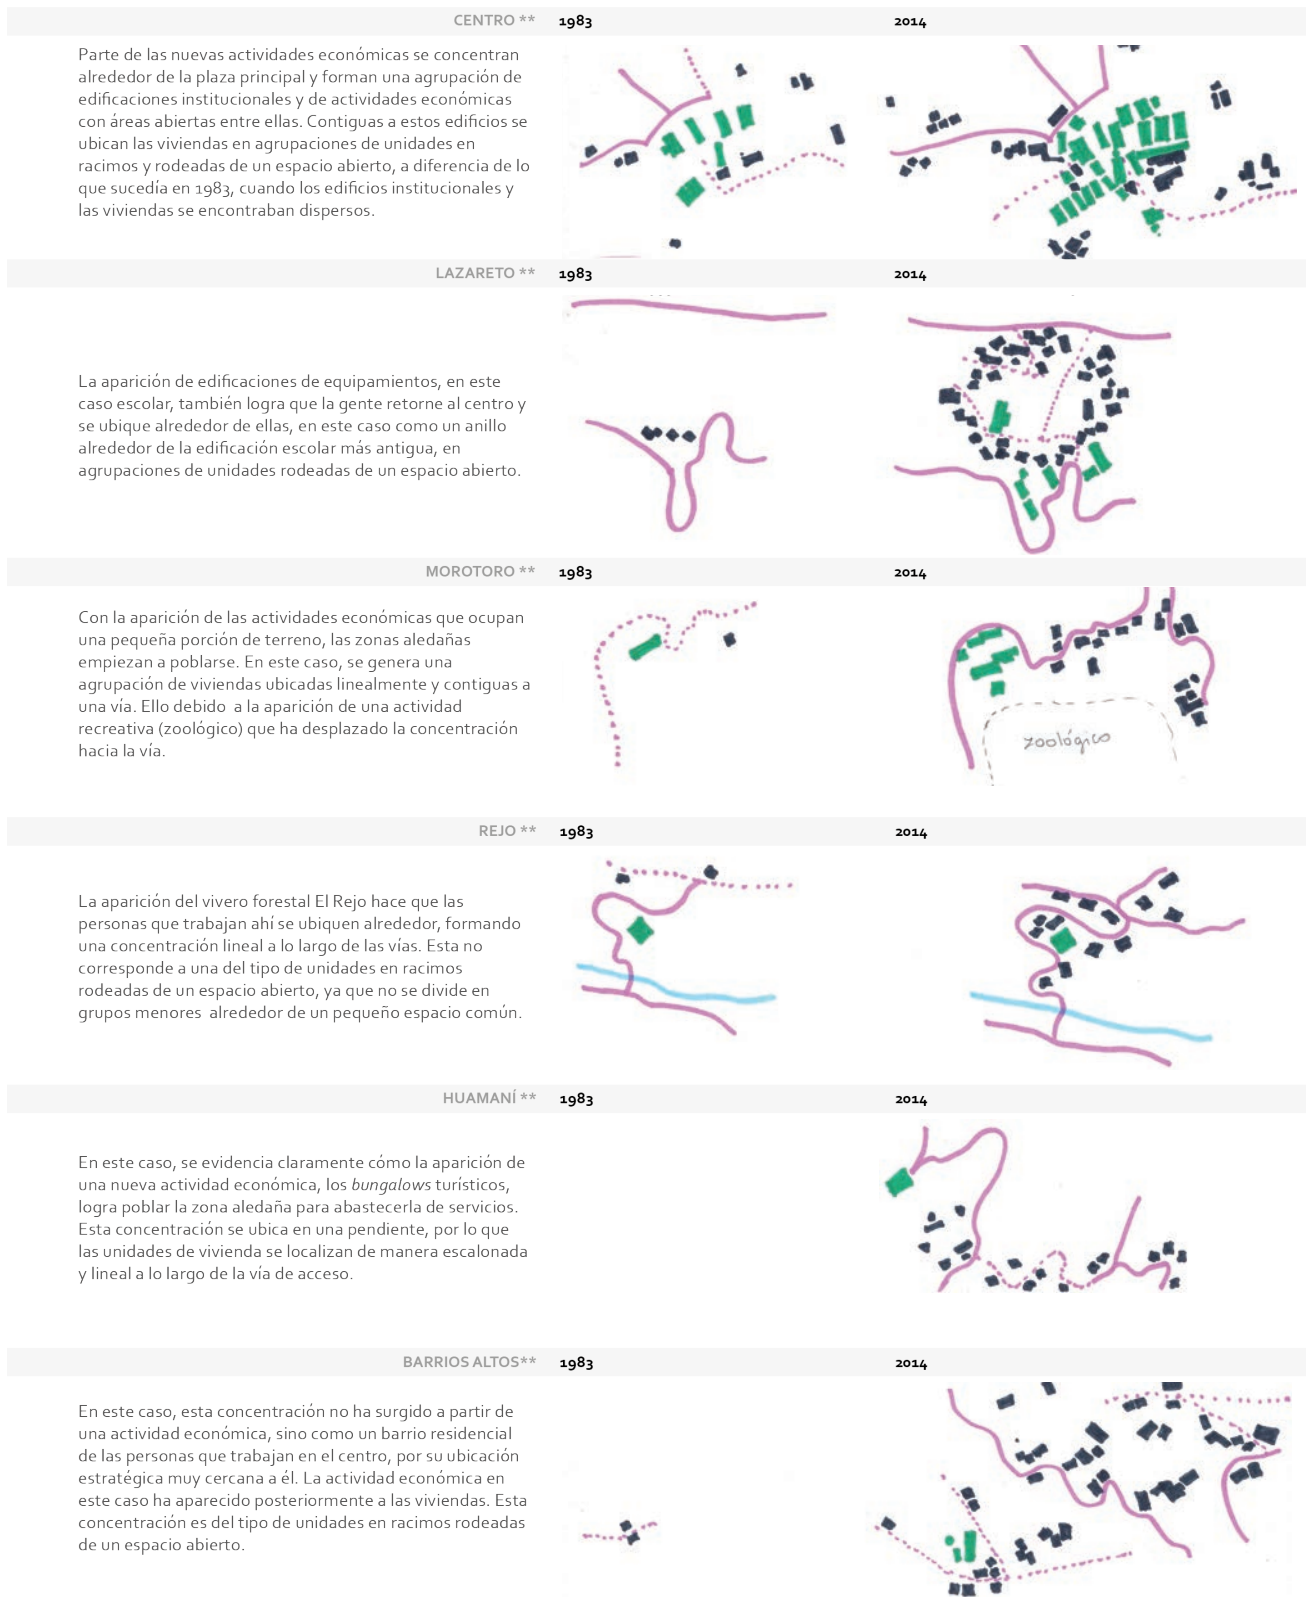 CENTRO ** 1983 2014
Parte de las nuevas actividades económicas se concentran
alrededor de la plaza principal y forman una agrupación de
edificaciones institucionales y de actividades económicas
con áreas abiertas entre ellas. Contiguas a estos edificios se
ubican las viviendas en agrupaciones de unidades en
racimos y rodeadas de un espacio abierto, a diferencia de lo
que sucedía en 1983, cuando los edificios institucionales y
las viviendas se encontraban dispersos.
LAZARETO ** 1983 2014
La aparición de edificaciones de equipamientos, en este
caso escolar, también logra que la gente retorne al centro y
se ubique alrededor de ellas, en este caso como un anillo
alrededor de la edificación escolar más antigua, en
agrupaciones de unidades rodeadas de un espacio abierto.
MOROTORO ** 1983 2014
Con la aparición de las actividades económicas que ocupan
una pequeña porción de terreno, las zonas aledañas
empiezan a poblarse. En este caso, se genera una
agrupación de viviendas ubicadas linealmente y contiguas a
una vía. Ello debido a la aparición de una actividad
recreativa (zoológico) que ha desplazado la concentración
hacia la vía.
zoológico
REJO ** 1983 2014
La aparición del vivero forestal El Rejo hace que las
personas que trabajan ahí se ubiquen alrededor, formando
una concentración lineal a lo largo de las vías. Esta no
corresponde a una del tipo de unidades en racimos
rodeadas de un espacio abierto, ya que no se divide en
grupos menores alrededor de un pequeño espacio común.
HUAMANÍ ** 1983 2014
En este caso, se evidencia claramente cómo la aparición de
una nueva actividad económica, los bungalows turísticos,
logra poblar la zona aledaña para abastecerla de servicios.
Esta concentración se ubica en una pendiente, por lo que
las unidades de vivienda se localizan de manera escalonada
y lineal a lo largo de la vía de acceso.
BARRIOS ALTOS** 1983 2014
En este caso, esta concentración no ha surgido a partir de
una actividad económica, sino como un barrio residencial
de las personas que trabajan en el centro, por su ubicación
estratégica muy cercana a él. La actividad económica en
este caso ha aparecido posteriormente a las viviendas. Esta
concentración es del tipo de unidades en racimos rodeadas
de un espacio abierto.